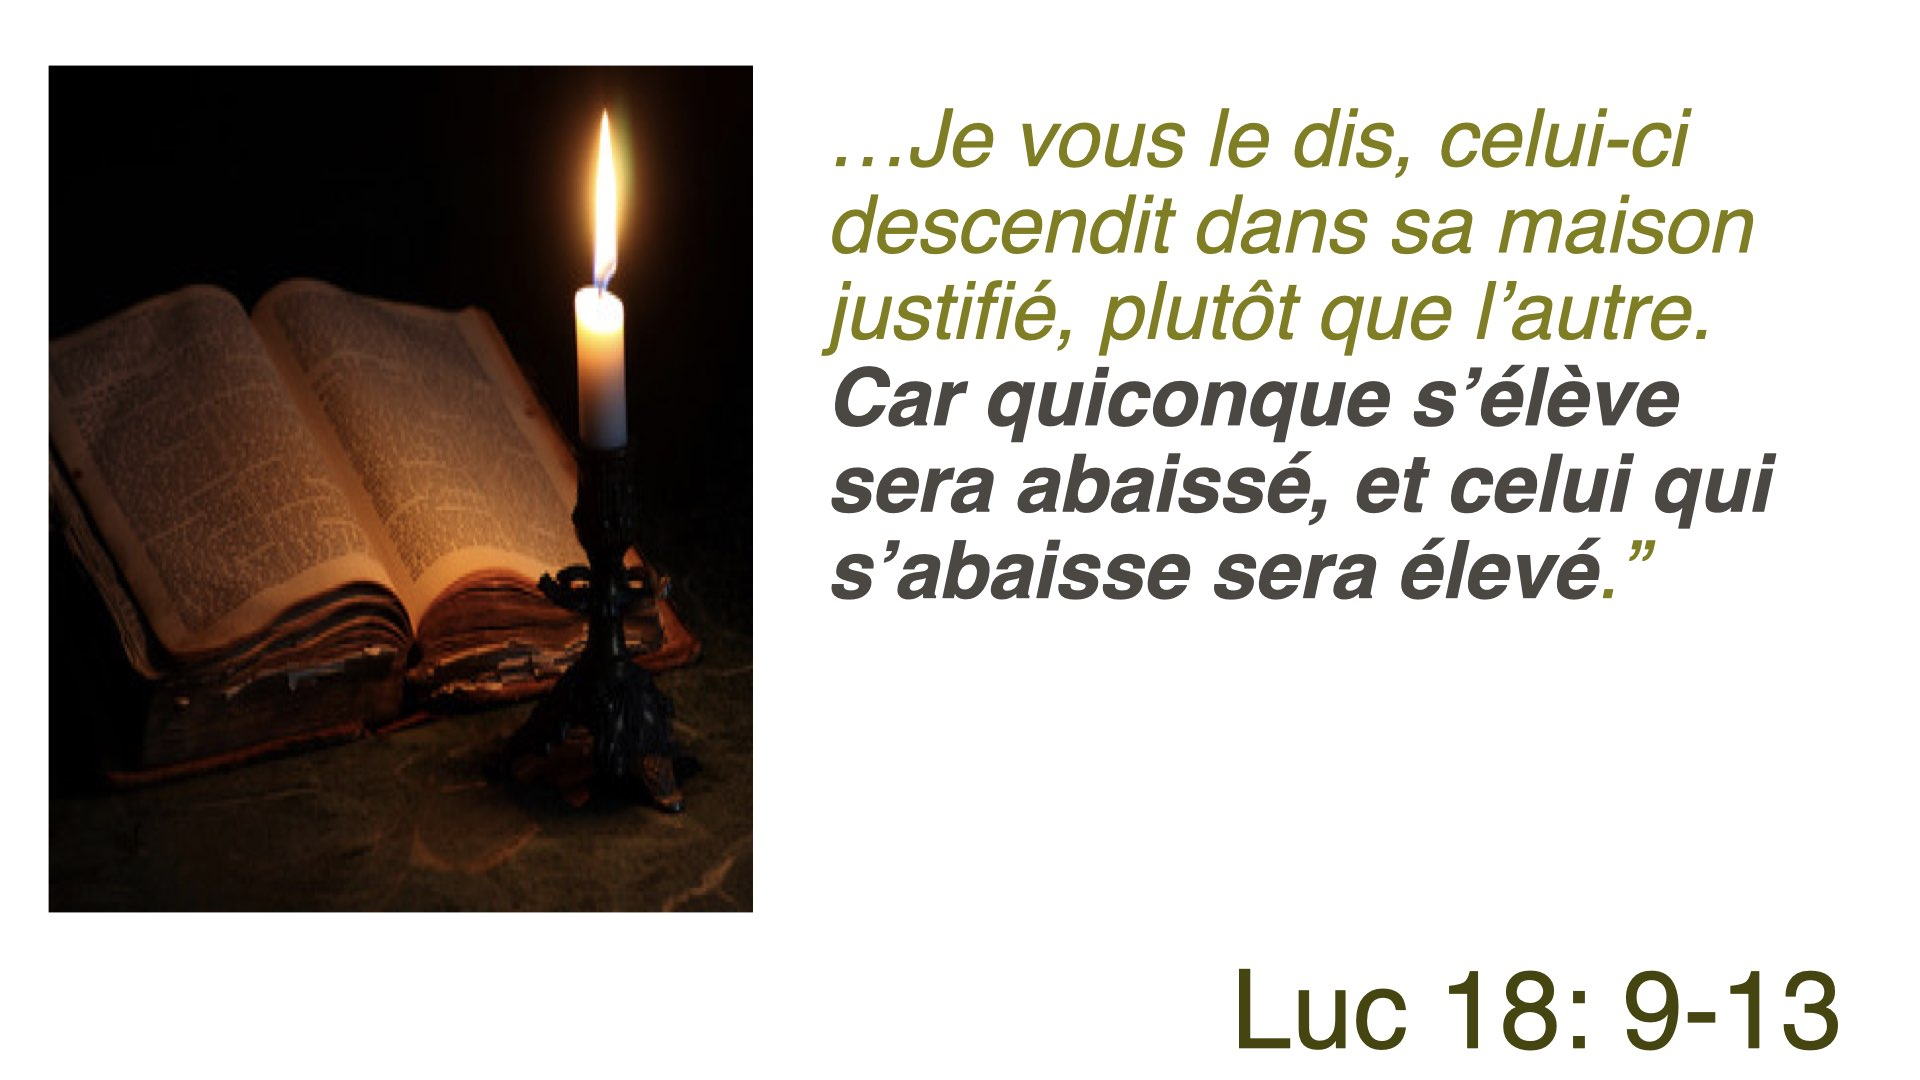 …Je vous le dis, celui-ci
descendit dans sa maison
justifié, plutôt que l’autre.
Car quiconque s’élève
sera abaissé, et celui qui
s’abaisse sera élevé.”
Luc 18: 9-13